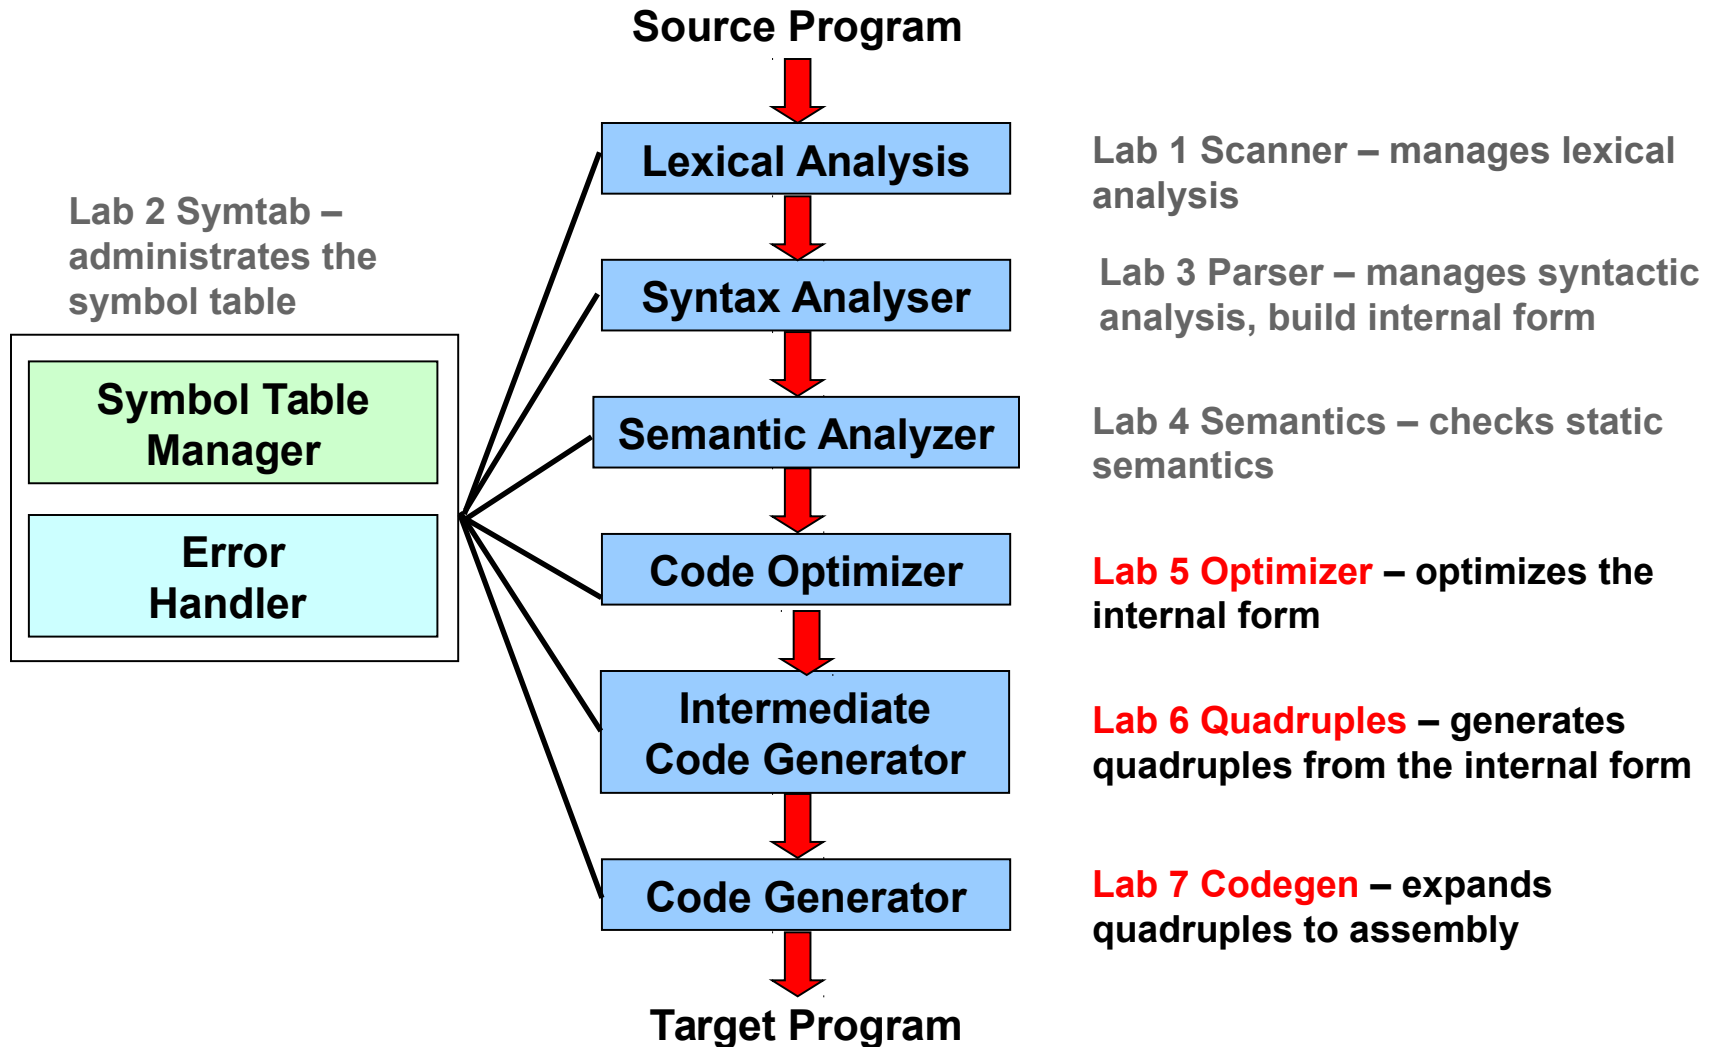 Source Program
Lexical Analysis
Lab 1 Scanner – manages lexical
analysis
Lab 2 Symtab –
administrates the
symbol table
Syntax Analyser
Lab 3 Parser – manages syntactic
analysis, build internal form
Symbol Table
Manager
Semantic Analyzer
Lab 4 Semantics – checks static
semantics
Error
Handler
Code Optimizer
Lab 5 Optimizer – optimizes the
internal form
Intermediate
Code Generator
Lab 6 Quadruples – generates
quadruples from the internal form
Code Generator
Lab 7 Codegen – expands
quadruples to assembly
Target Program